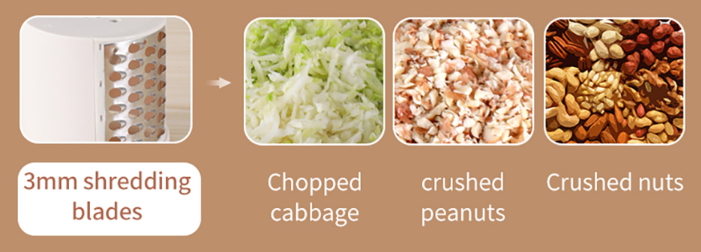 3mm shredding
blades
Chopped
cabbage
crushed
peanuts
Crushed nuts